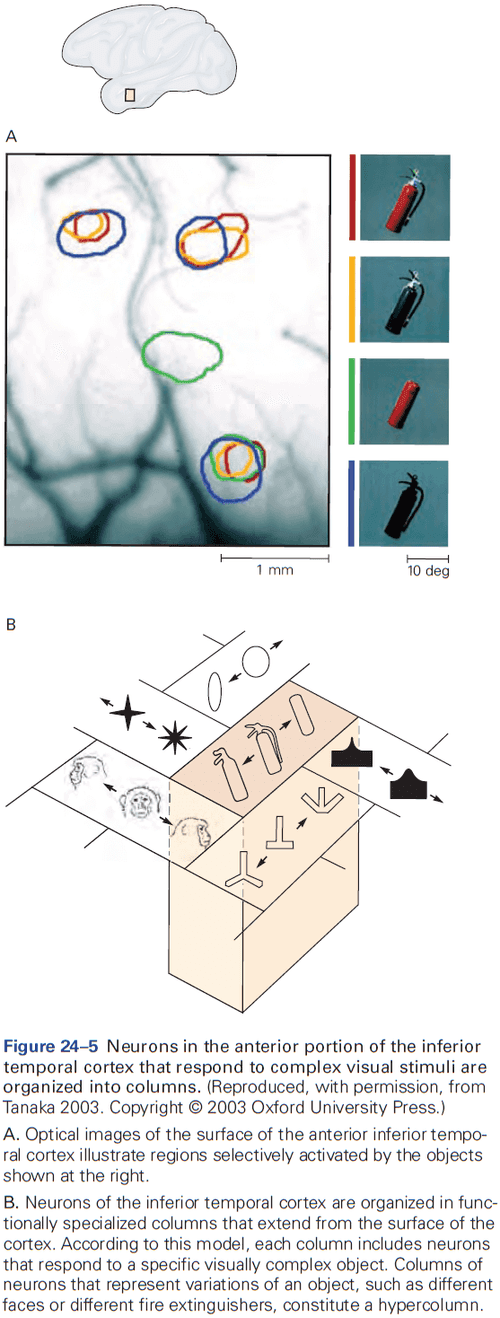 A
1 mm
10 deg
B
Figure 24–5 Neurons in the anterior portion of the inferior
temporal cortex that respond to complex visual stimuli are
organized into columns. (Reproduced, with permission, from
Tanaka 2003. Copyright © 2003 Oxford University Press.)
A. Optical images of the surface of the anterior inferior tempo-
ral cortex illustrate regions selectively activated by the objects
shown at the right.
B. Neurons of the inferior temporal cortex are organized in func-
tionally specialized columns that extend from the surface of the
cortex. According to this model, each column includes neurons
that respond to a specific visually complex object. Columns of
neurons that represent variations of an object, such as different
faces or different fire extinguishers, constitute a hypercolumn.